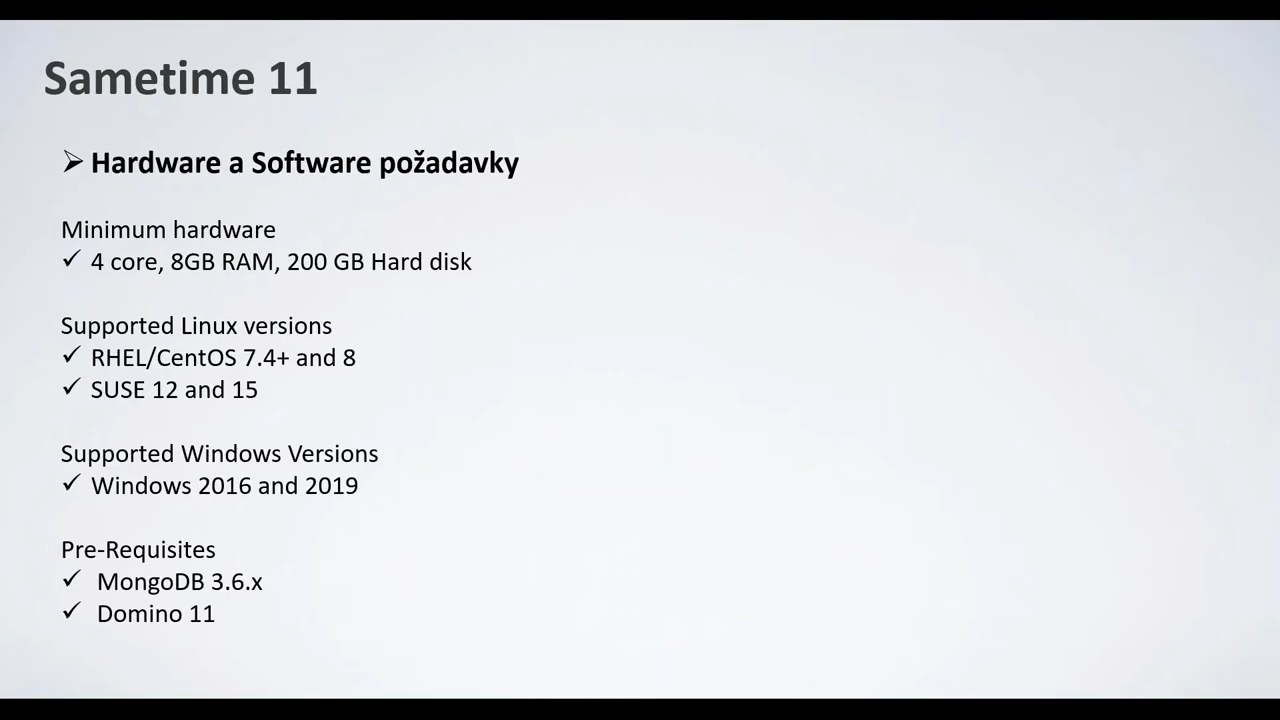 Sametime 11
➢ Hardware a Software požadavky
Minimum hardware
✓ 4 core, 8GB RAM, 200 GB Hard disk
Supported Linux versions
✓ RHEL/CentOS 7.4+ and 8
✓ SUSE 12 and 15
Supported Windows Versions
✓ Windows 2016 and 2019
Pre-Requisites
✓ MongoDB 3.6.x
✓ Domino 11